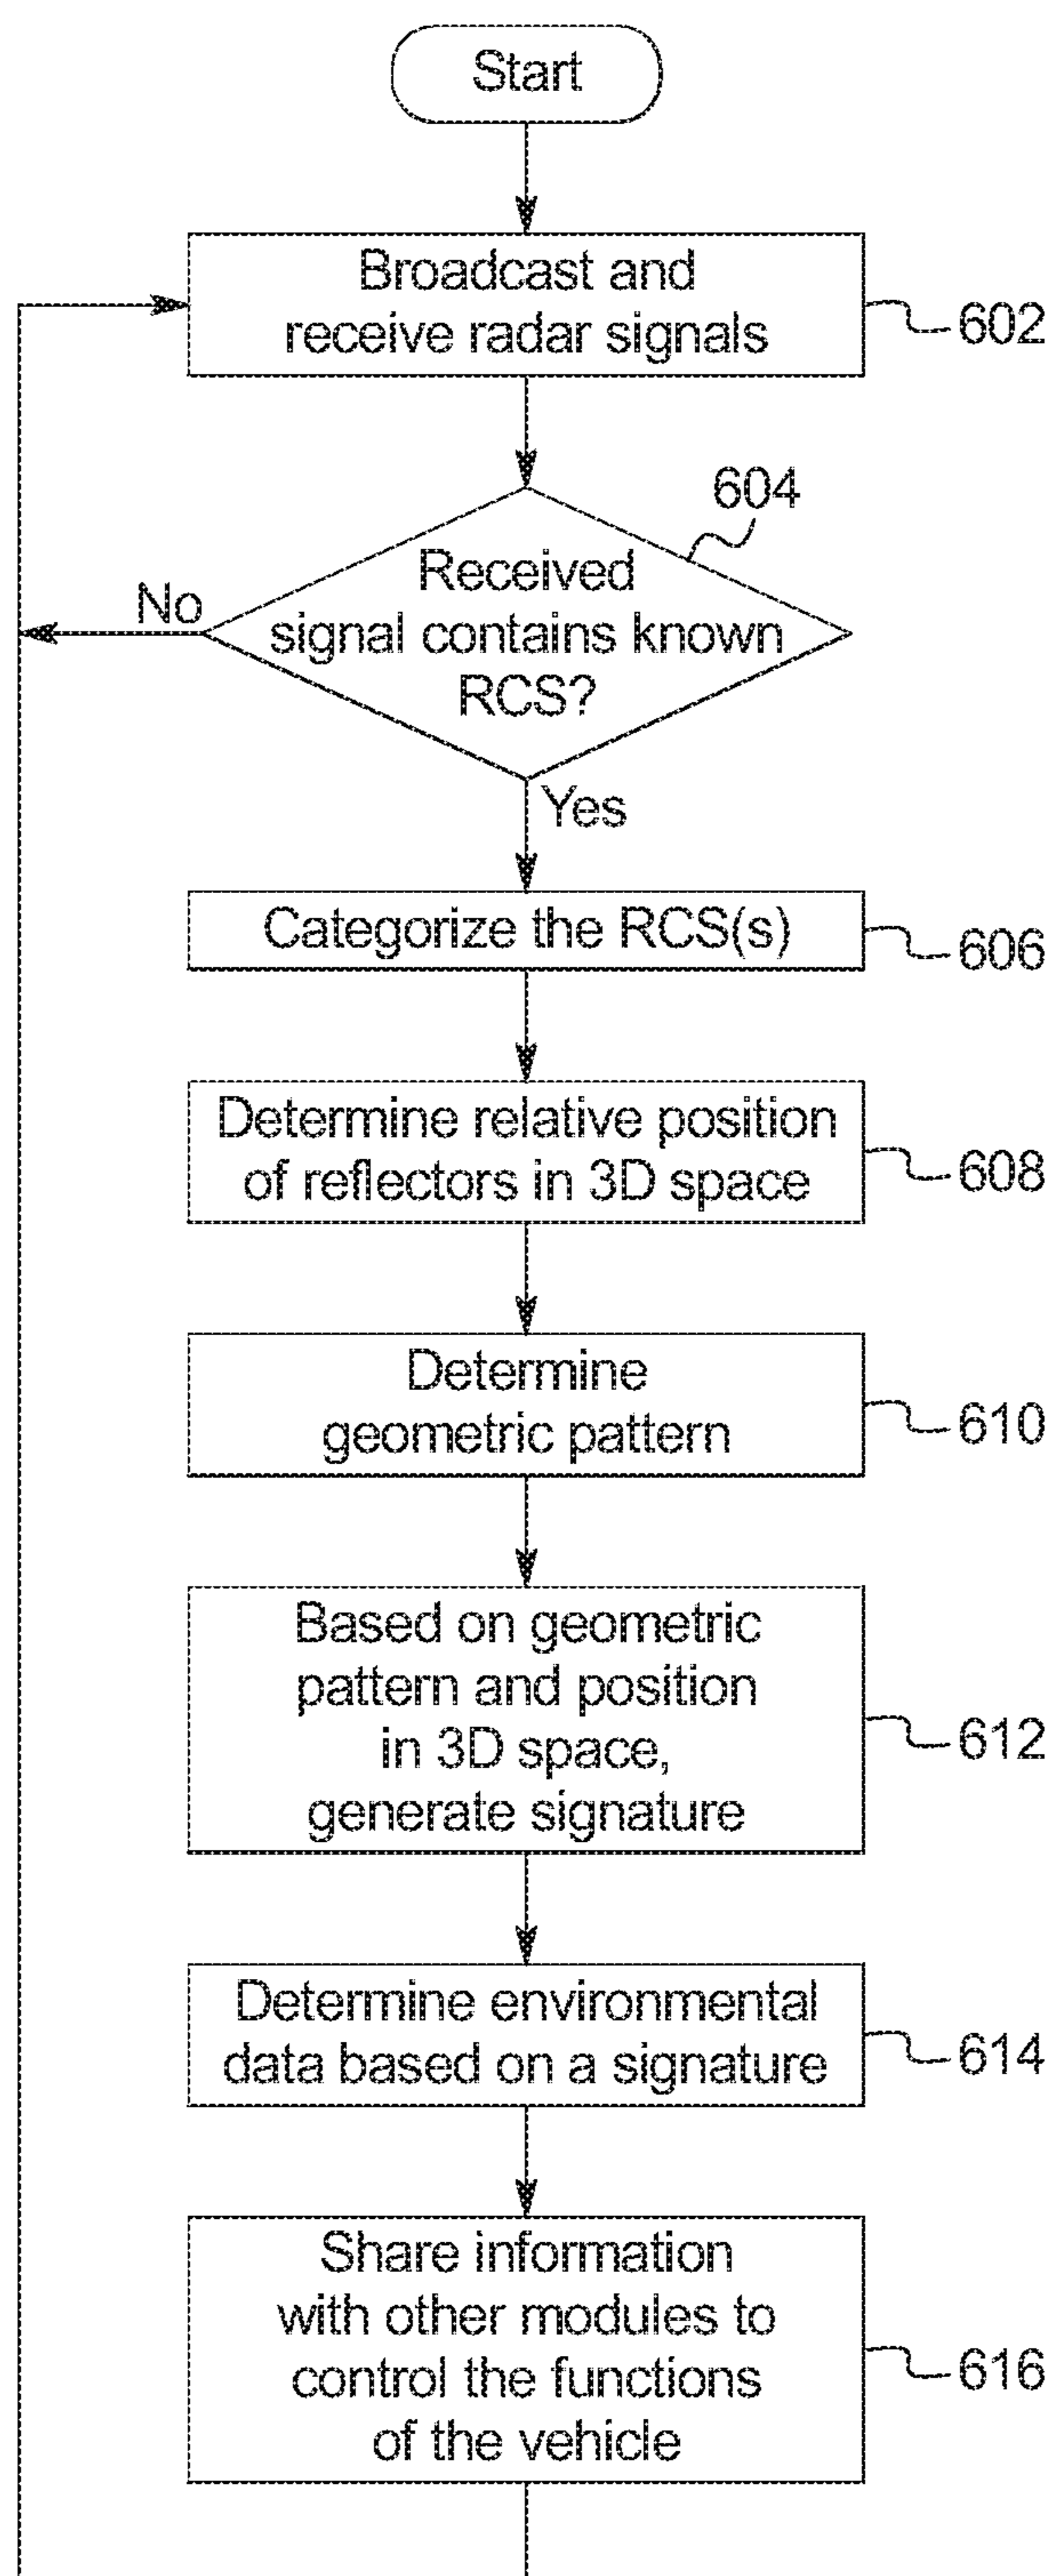 Start
Broadcast and
receive radar signals
602
604
Received
signal contains known
RCS?
No
Yes
Categorize the RCS(s)
606
Determine relative position
of reflectors in 3D space
608
Determine
geometric pattern
610
Based on geometric
pattern and position
in 3D space,
generate signature
612
Determine environmental
data based on a signature
614
Share information
with other modules to
control the functions
of the vehicle
616